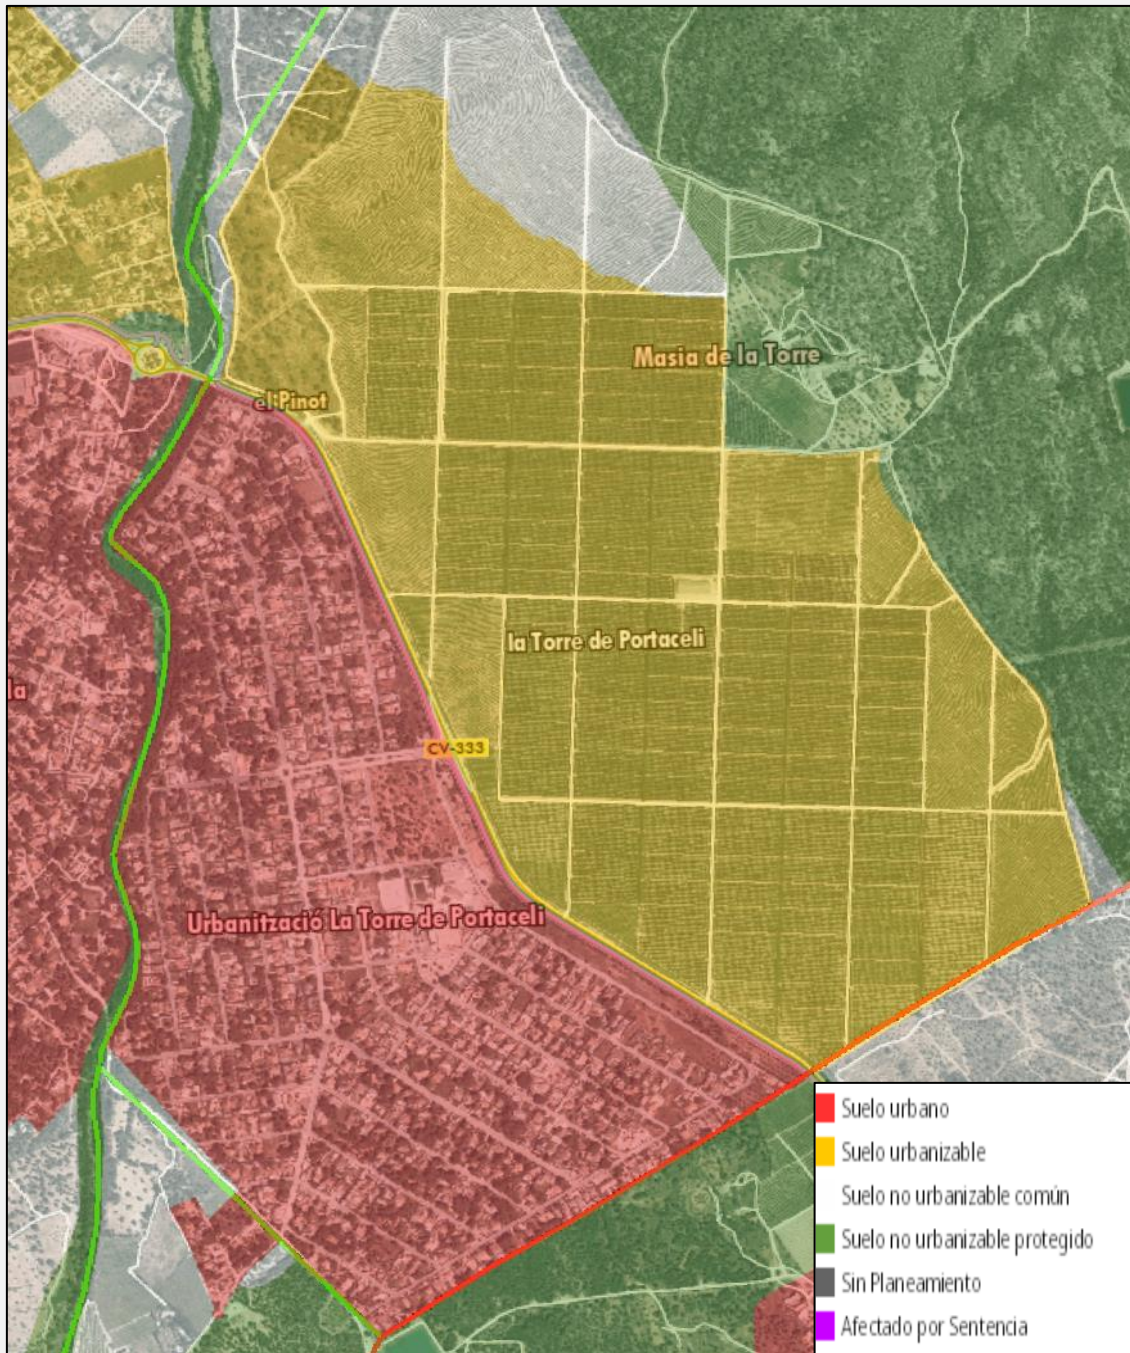 Masia de la Torre
el Pinot
la Torre de Portaceli
la
CV-333
Urbanització La Torre de Portaceli
Suelo urbano
Suelo urbanizable
Suelo no urbanizable común
Suelo no urbanizable protegido
Sin Planeamiento
Afectado por Sentencia